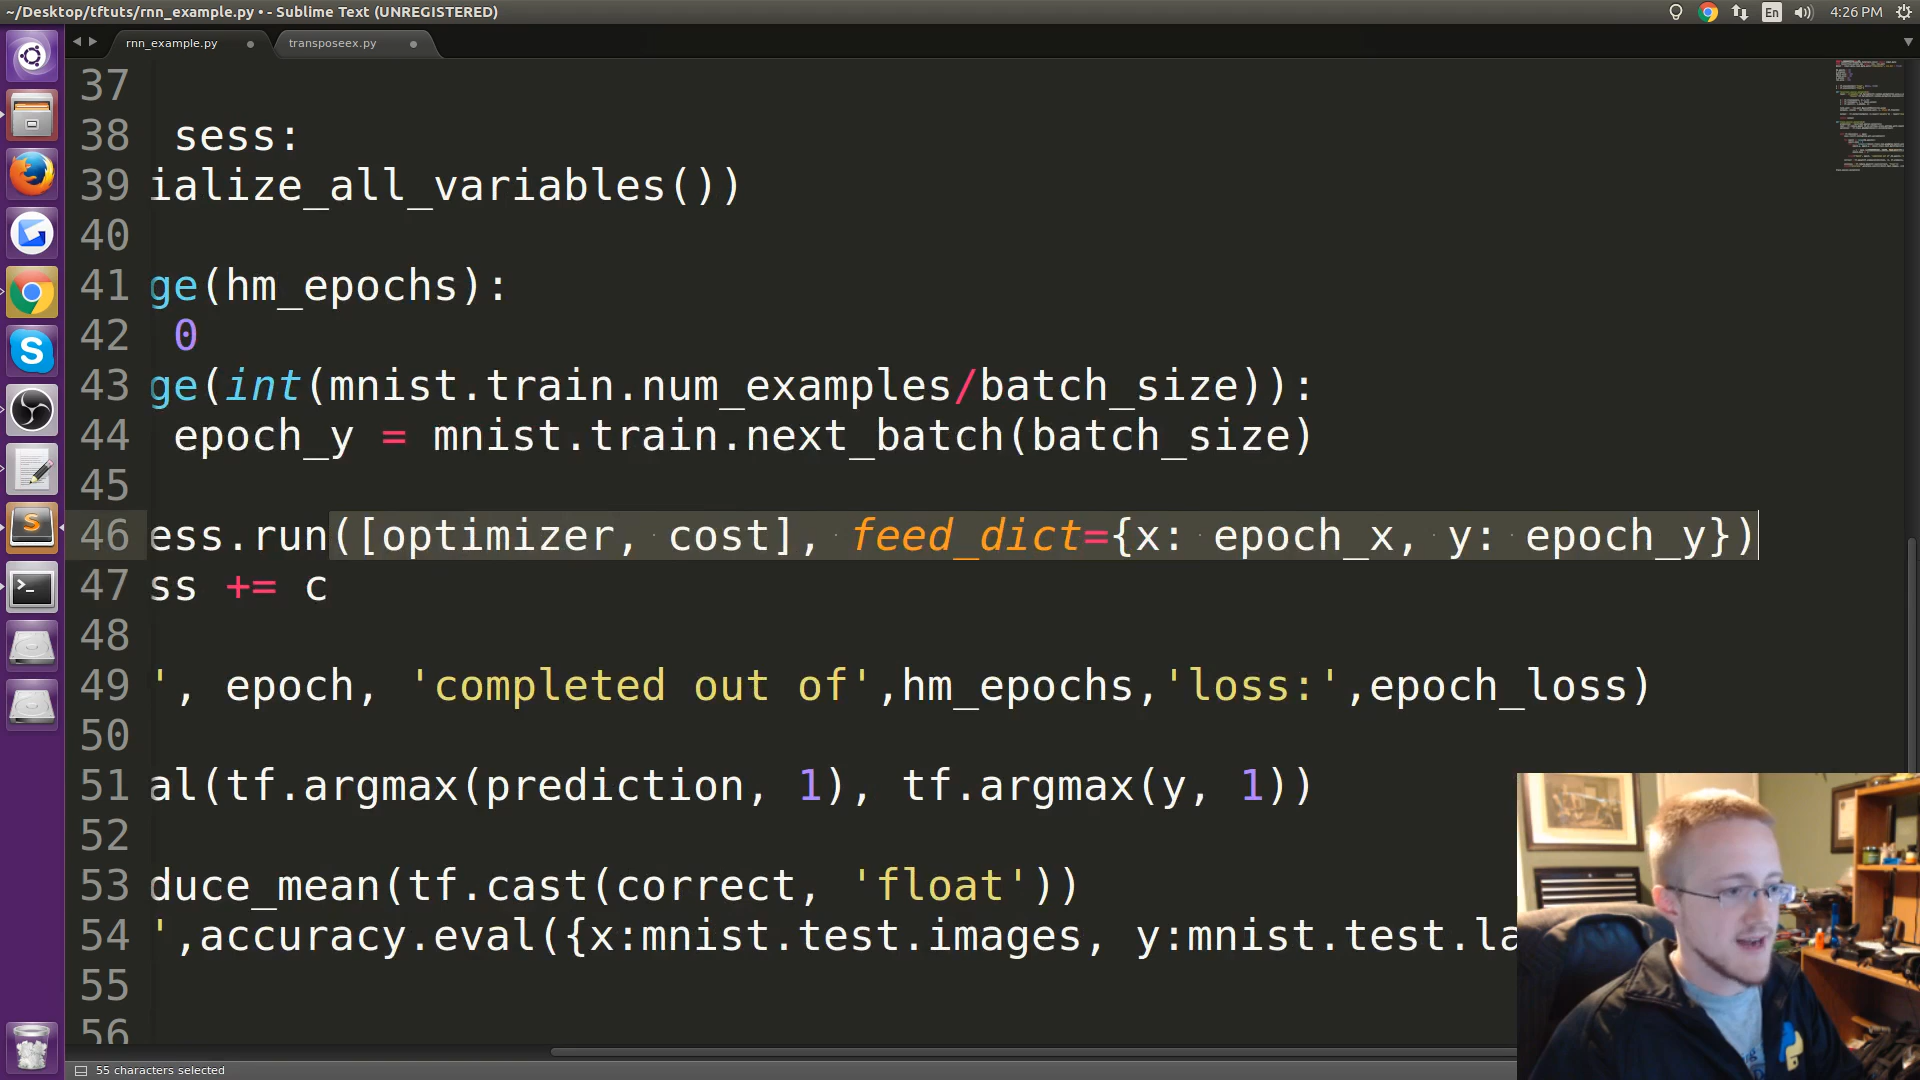 ~/Desktop/tftuts/rnn_example.py • - Sublime Text (UNREGISTERED)
En
4:26 PM
rnn_example.py
transposeex.py
37
38 sess:
39 ialize_all_variables())
40
41 ge(hm_epochs):
42 0
43 ge(int(mnist.train.num_examples/batch_size)):
44 epoch_y = mnist.train.next_batch(batch_size)
45
46 ess.run([optimizer, cost], feed_dict={x: epoch_x, y: epoch_y})
47 ss += c
48
49 ', epoch, 'completed out of',hm_epochs,'loss:',epoch_loss)
50
51 al(tf.argmax(prediction, 1), tf.argmax(y, 1))
52
53 duce_mean(tf.cast(correct, 'float'))
54 ',accuracy.eval({x:mnist.test.images, y:mnist.test.la
55
56
55 characters selected